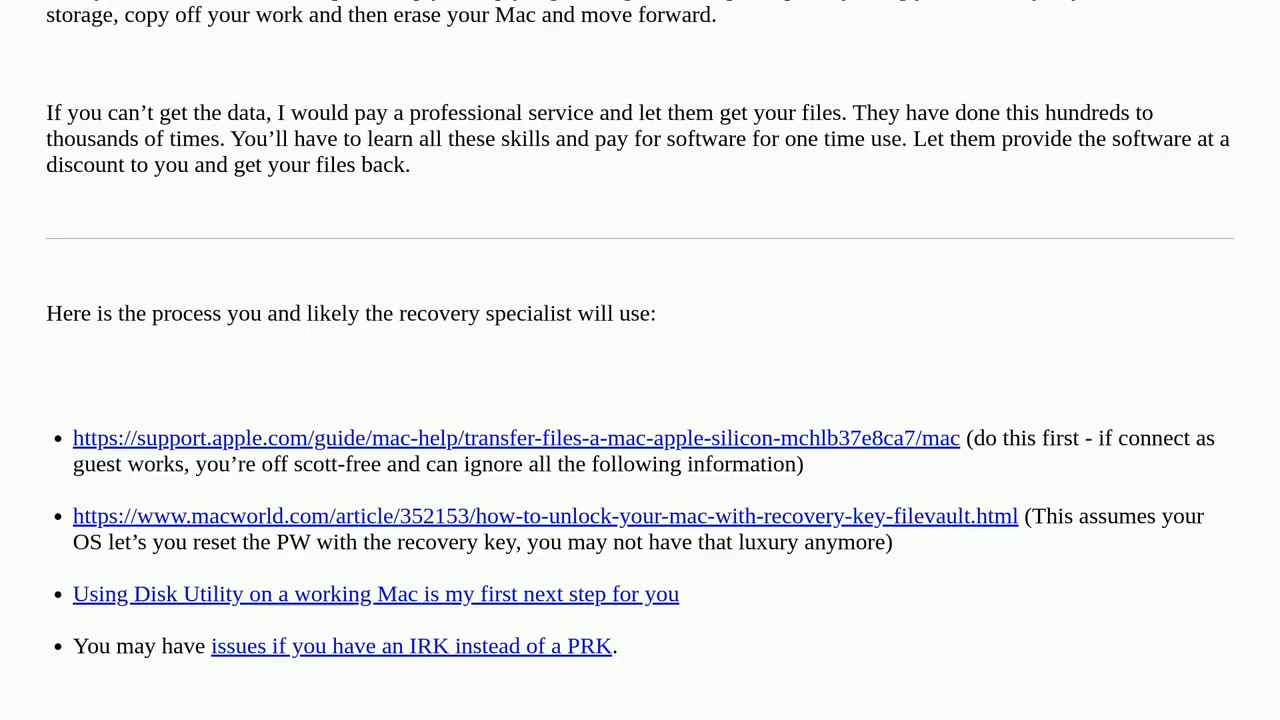 storage, copy off your work and then erase your Mac and move forward.
If you can’t get the data, I would pay a professional service and let them get your files. They have done this hundreds to
thousands of times. You’ll have to learn all these skills and pay for software for one time use. Let them provide the software at a
discount to you and get your files back.
Here is the process you and likely the recovery specialist will use:
• https://support.apple.com/guide/mac-help/transfer-files-a-mac-apple-silicon-mchlb37e8ca7/mac (do this first - if connect as
guest works, you’re off scott-free and can ignore all the following information)
• https://www.macworld.com/article/352153/how-to-unlock-your-mac-with-recovery-key-filevault.html (This assumes your
OS let’s you reset the PW with the recovery key, you may not have that luxury anymore)
• Using Disk Utility on a working Mac is my first next step for you
• You may have issues if you have an IRK instead of a PRK.